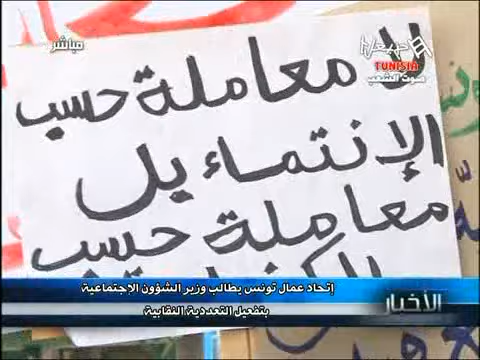 مباشر
TUNISIA
صوت الشعب
لا معاملة حسب
الإنتماء بل
معاملة حسب
إتحاد عمال تونس يطالب وزير الشؤون الإجتماعية
بتفعيل التعددية النقابية
الأخبار